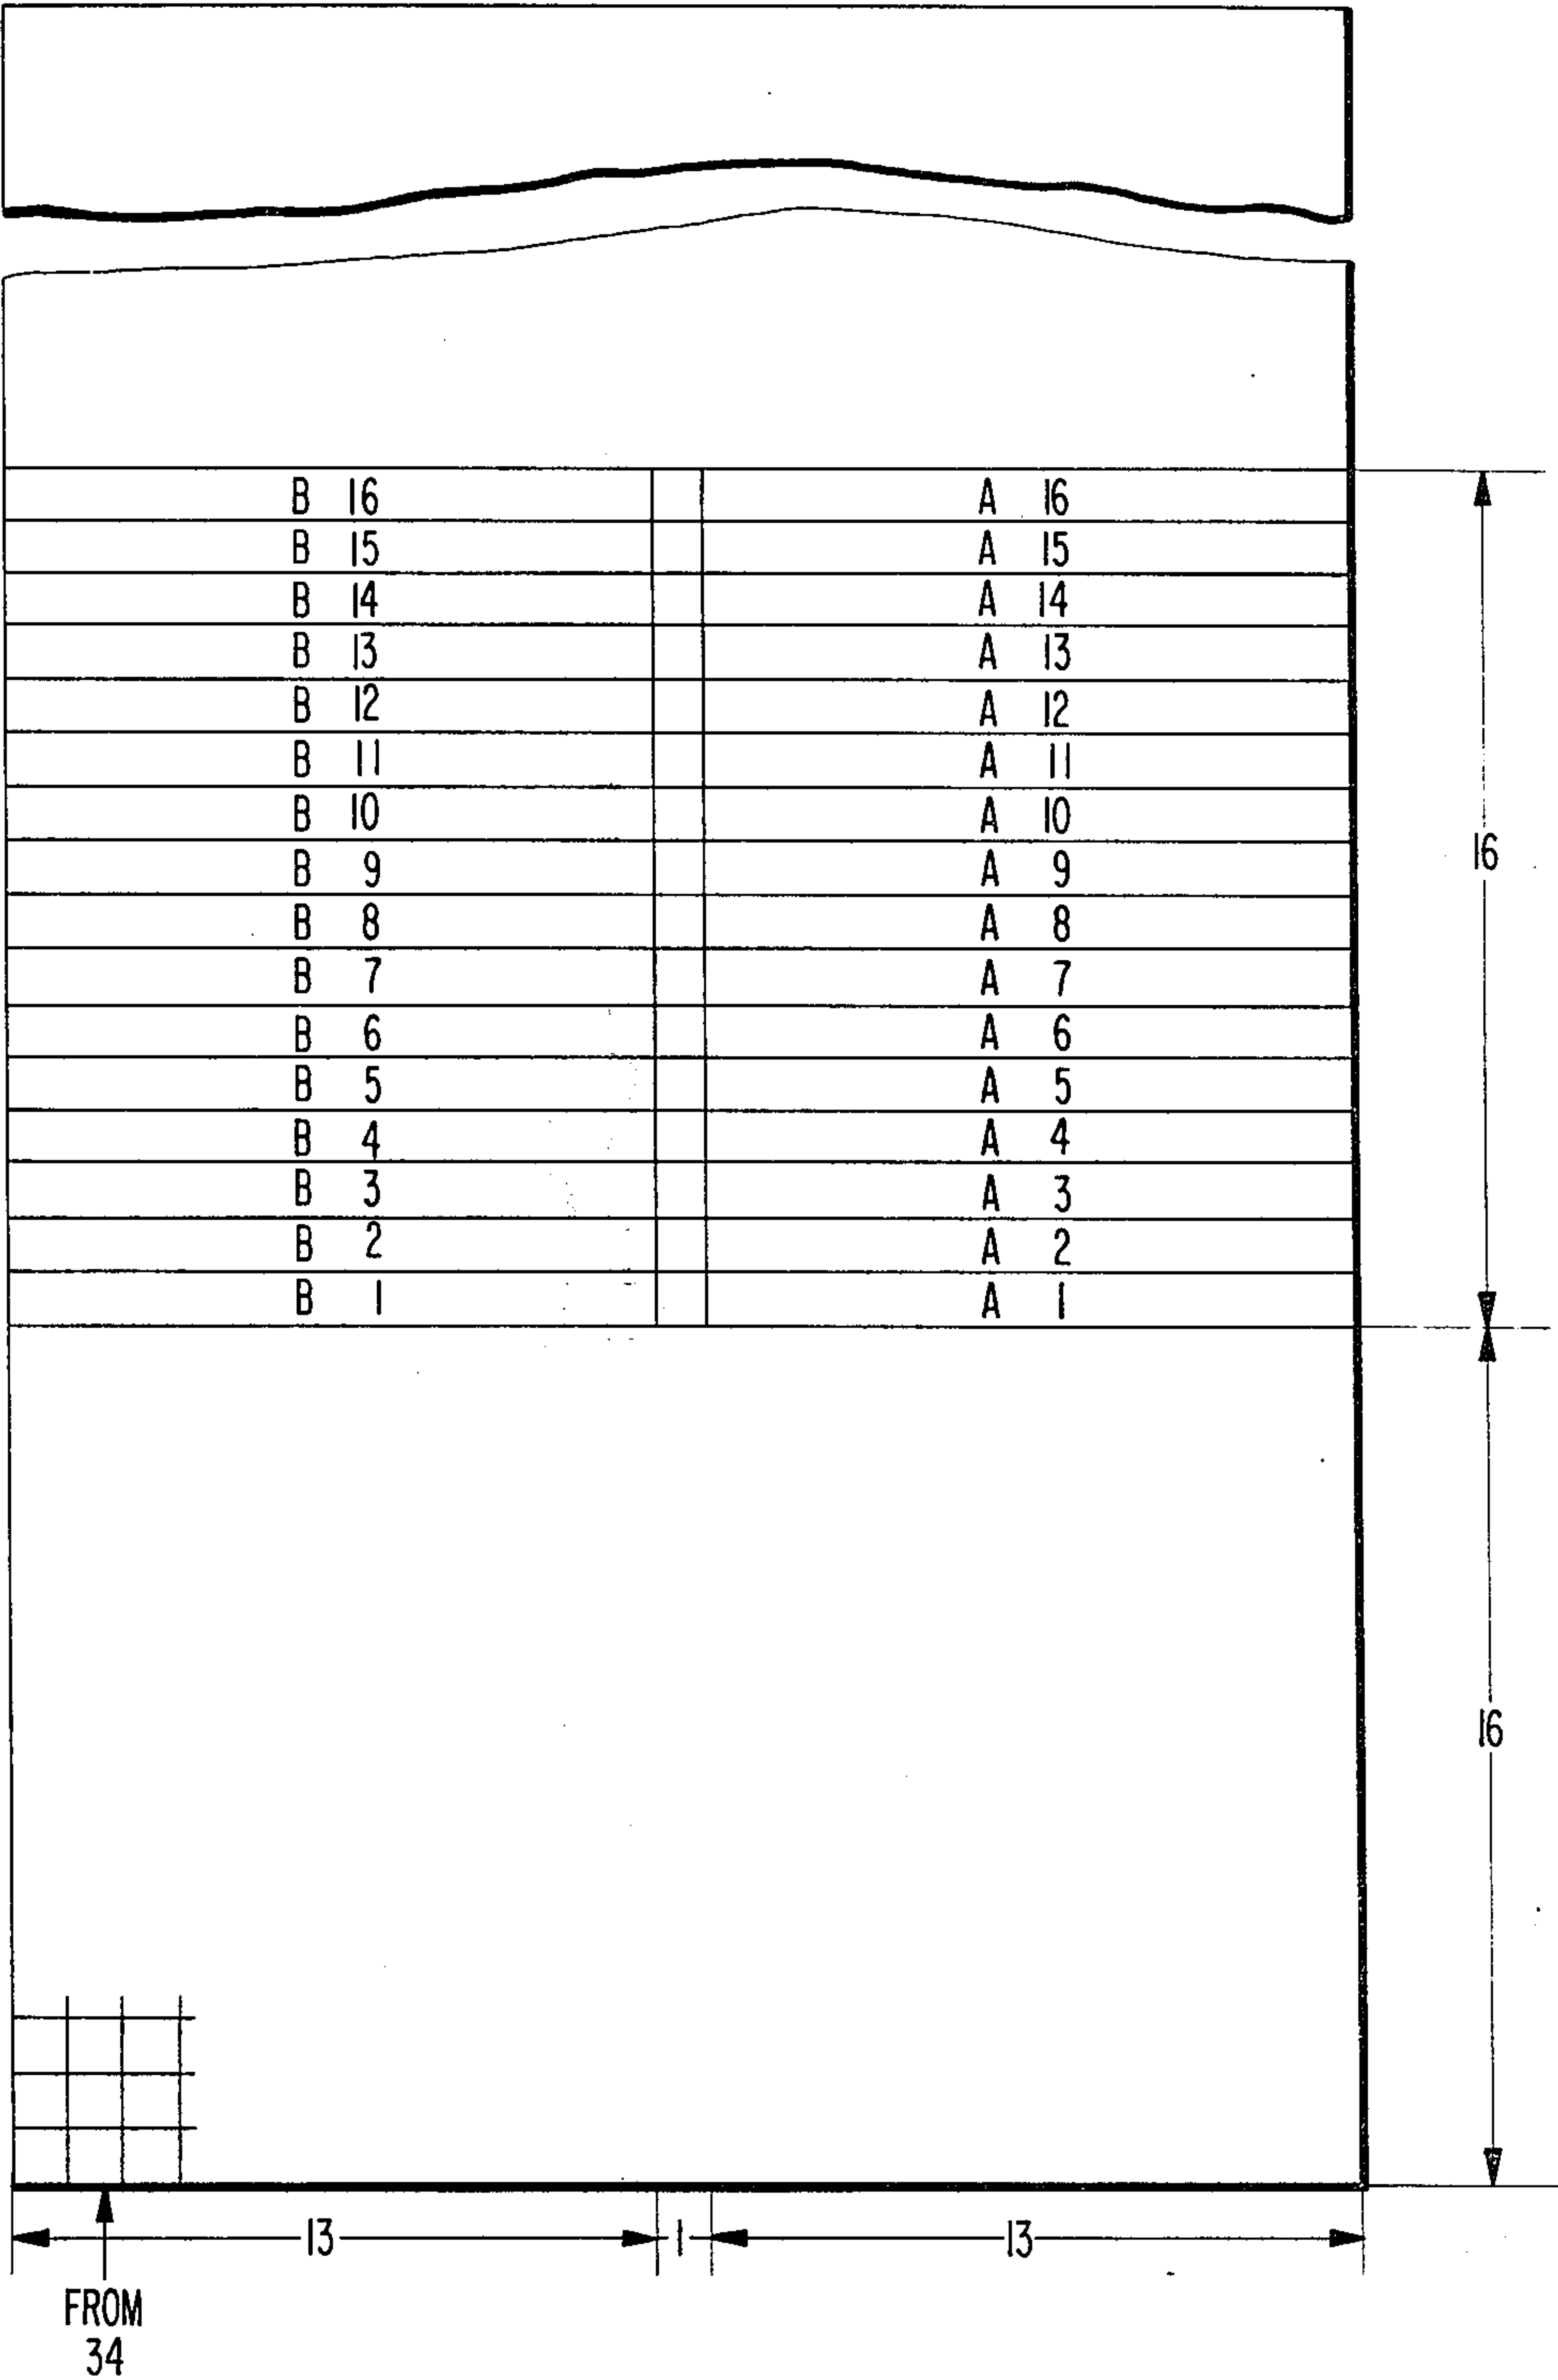 B 16 A 16
B 15 A 15
B 14 A 14
B 13 A 13
B 12 A 12
B 11 A 11
B 10 A 10
16
B 9 A 9
B 8 A 8
B 7 A 7
B 6 A 6
B 5 A 5
B 4 A 4
B 3 A 3
B 2 A 2
B 1 A 1
16
13 1 13
FROM
34